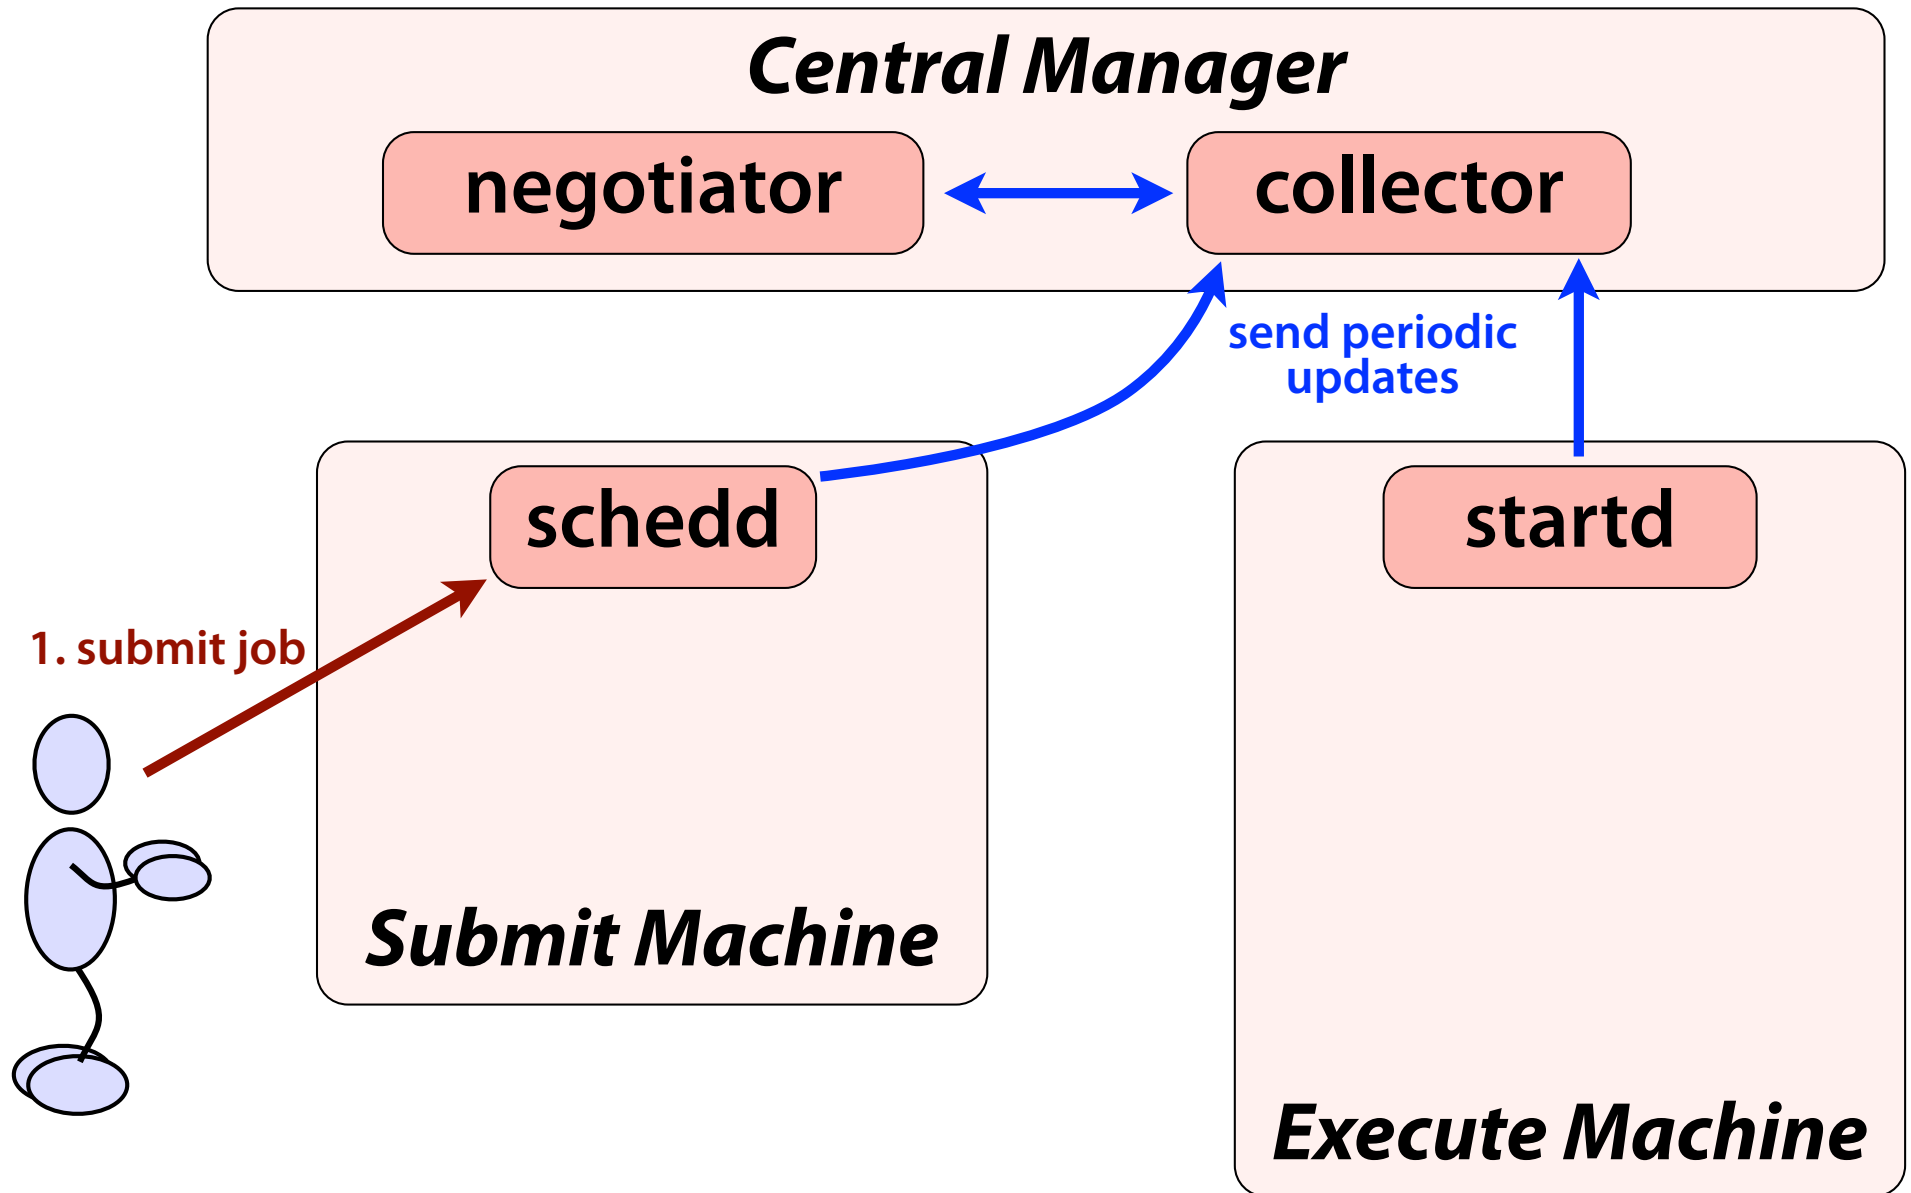 Central Manager
negotiator
collector
send periodic
updates
schedd
startd
1. submit job
Submit Machine
Execute Machine